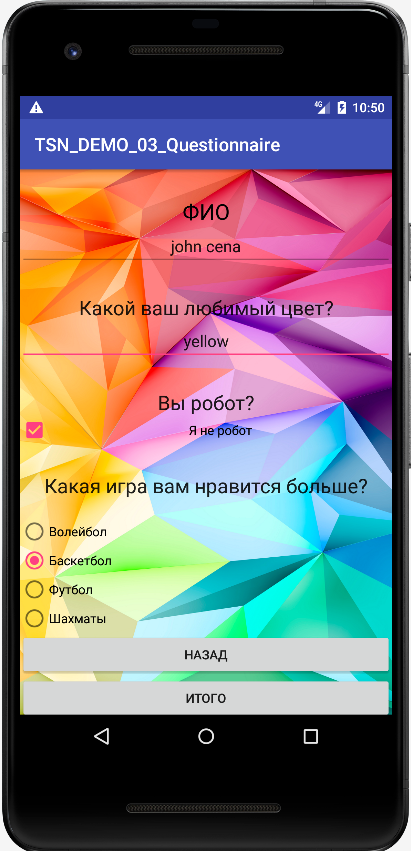 4G 10:50
TSN_DEMO_03_Questionnaire
ФИО
john cena
Какой ваш любимый цвет?
yellow
Вы робот?
Я не робот
Какая игра вам нравится больше?
Волейбол
Баскетбол
Футбол
Шахматы
НАЗАД
ИТОГО